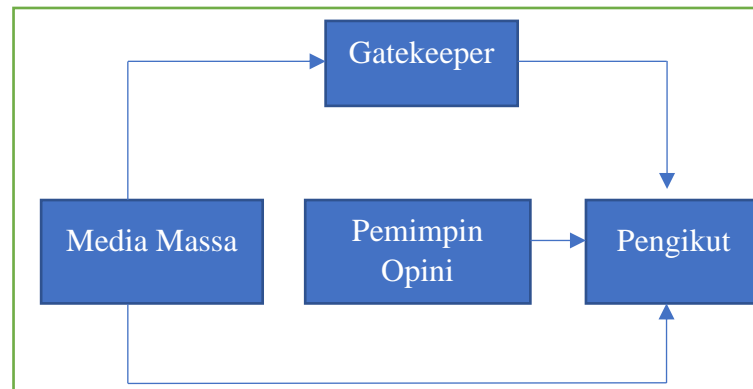 Gatekeeper
Media Massa
Pemimpin
Opini
Pengikut